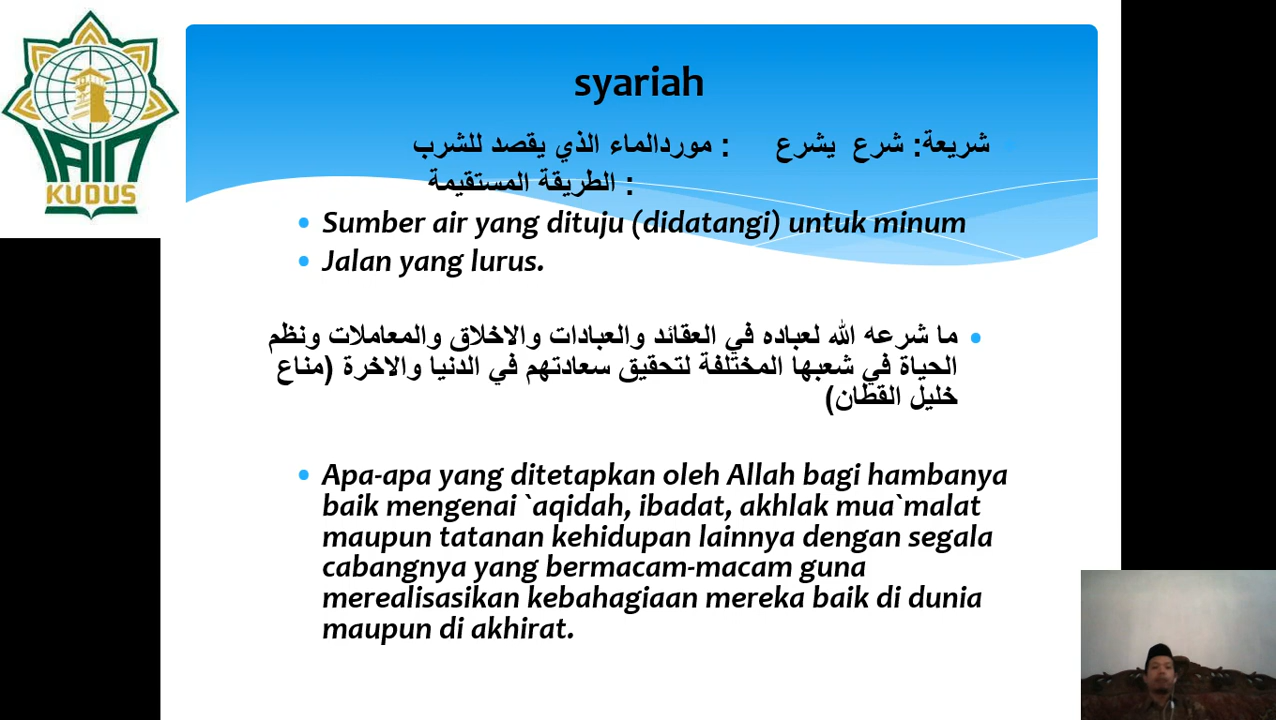 IAIN
KUDUS
syariah
شريعة: شرع يشرع : موردالماء الذي يقصد للشرب
: الطريقة المستقيمة
Sumber air yang dituju (didatangi) untuk minum
Jalan yang lurus.
ما شرعه الله لعباده في العقائد والعبادات والاخلاق والمعاملات ونظم
الحياة في شعبها المختلفة لتحقيق سعادتهم في الدنيا والاخرة (مناع
خليل القطان)
Apa-apa yang ditetapkan oleh Allah bagi hambanya
baik mengenai `aqidah, ibadat, akhlak mua`malat
maupun tatanan kehidupan lainnya dengan segala
cabangnya yang bermacam-macam guna
merealisasikan kebahagiaan mereka baik di dunia
maupun di akhirat.